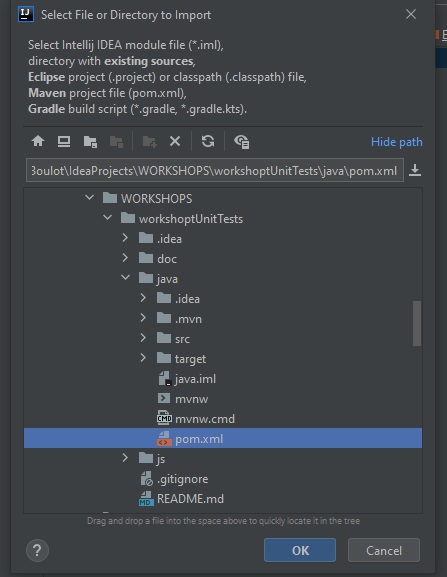 Select File or Directory to Import
Select Intellij IDEA module file (*.iml),
directory with existing sources,
Eclipse project (.project) or classpath (.classpath) file,
Maven project file (pom.xml),
Gradle build script (*.gradle, *.gradle.kts).
Hide path
Boulot\IdeaProjects\WORKSHOPS\workshoptUnitTests\java\pom.xml
WORKSHOPS
workshoptUnitTests
.idea
doc
java
.idea
.mvn
src
target
java.iml
mvnw
mvnw.cmd
pom.xml
js
.gitignore
README.md
Drag and drop a file into the space above to quickly locate it in the tree
?
OK
Cancel